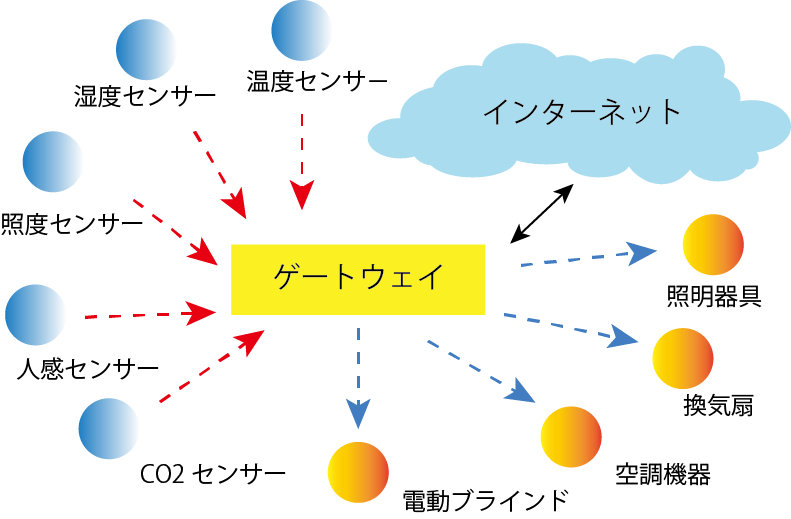 温度センサー
湿度センサー
インターネット
照度センサー
ゲートウェイ
照明器具
人感センサー
換気扇
CO2 センサー
空調機器
電動ブラインド